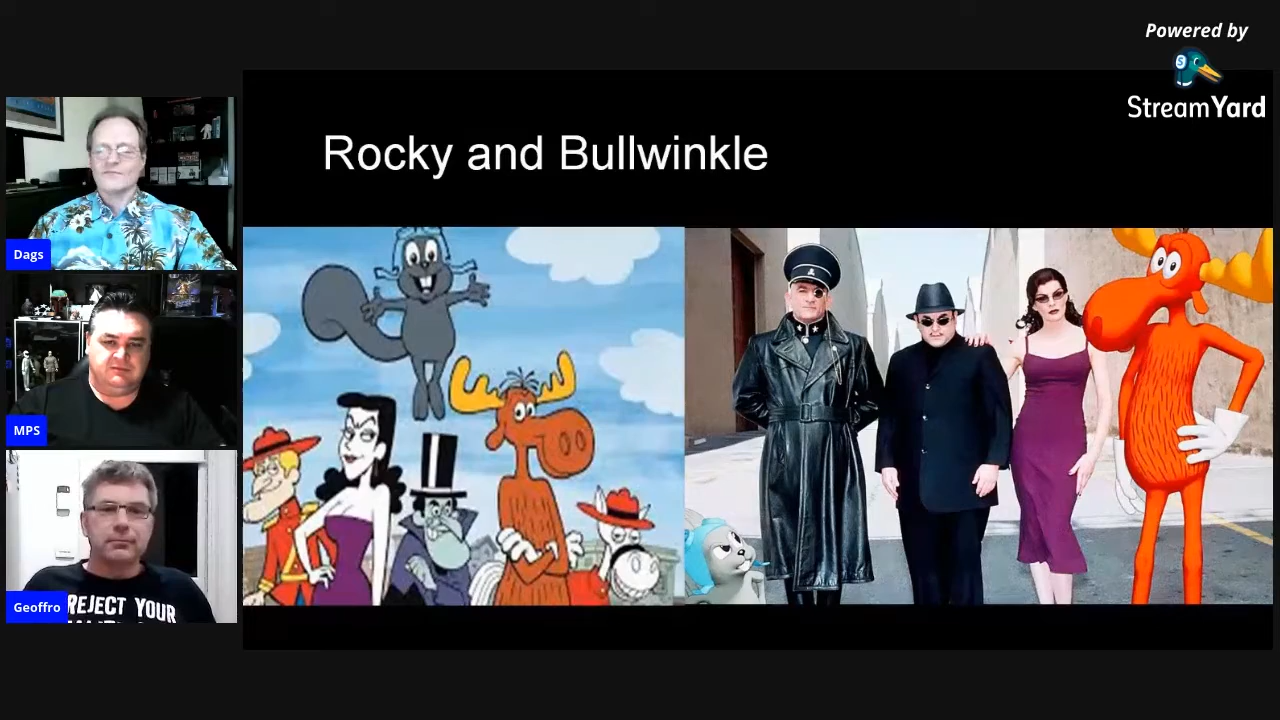 Powered by
StreamYard
Rocky and Bullwinkle
Dags
MPS
Geoffro
REJECT YOUR